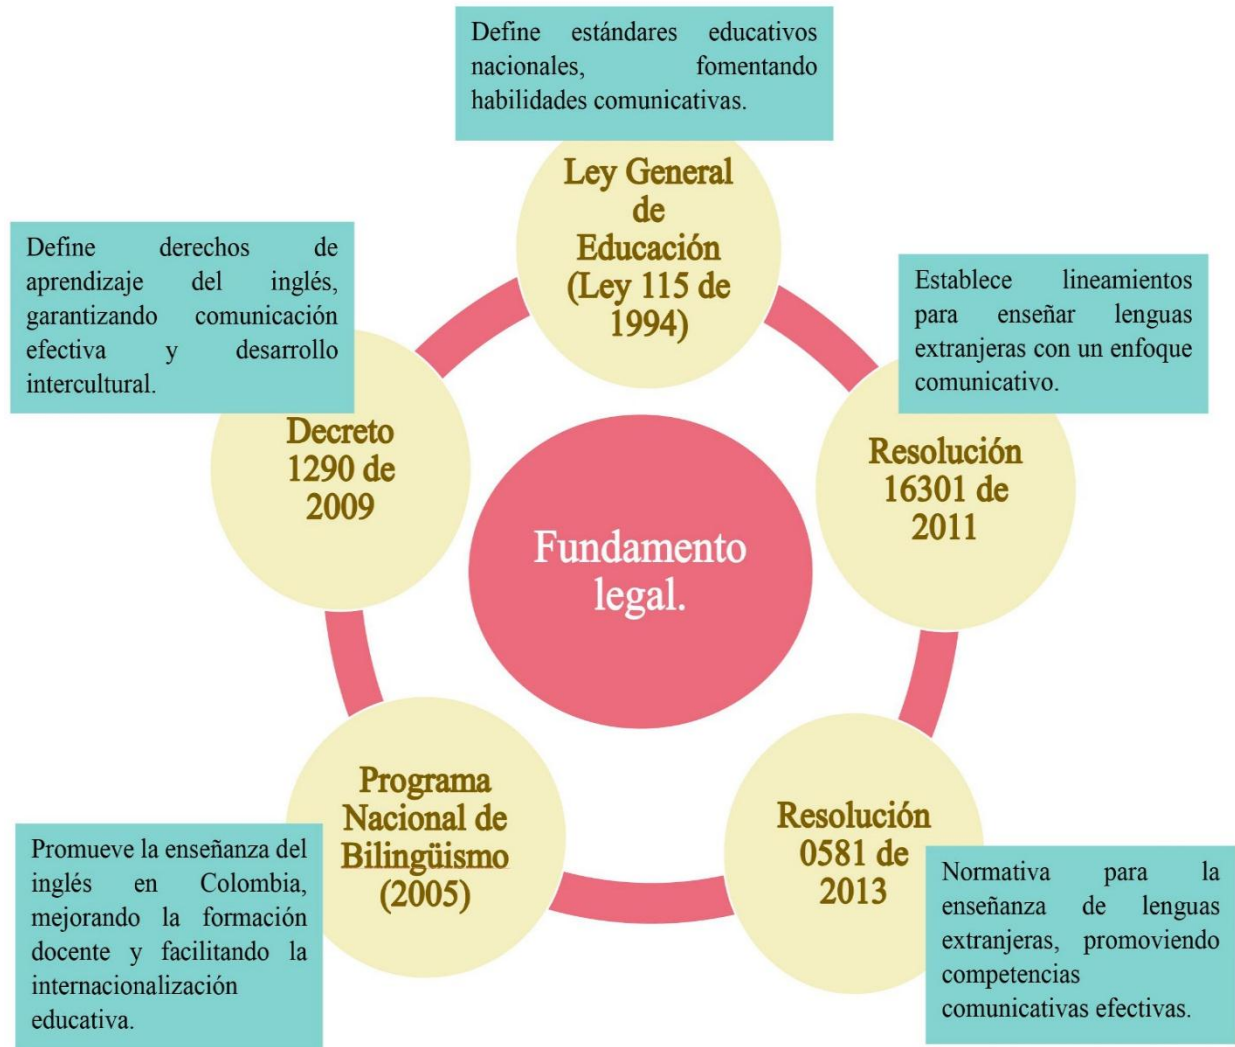 Define estándares educativos
nacionales, fomentando
habilidades comunicativas.
Ley General
de
Educación
(Ley 115 de
1994)
Establece lineamientos
para enseñar lenguas
extranjeras con un enfoque
comunicativo.
Resolución
16301 de
2011
Normativa para la
enseñanza de lenguas
extranjeras, promoviendo
competencias
comunicativas efectivas.
Resolución
0581 de
2013
Promueve la enseñanza del
inglés en Colombia,
mejorando la formación
docente y facilitando la
internacionalización
educativa.
Programa
Nacional de
Bilingüismo
(2005)
Define derechos de
aprendizaje del inglés,
garantizando comunicación
efectiva y desarrollo
intercultural.
Decreto
1290 de
2009
Fundamento
legal.